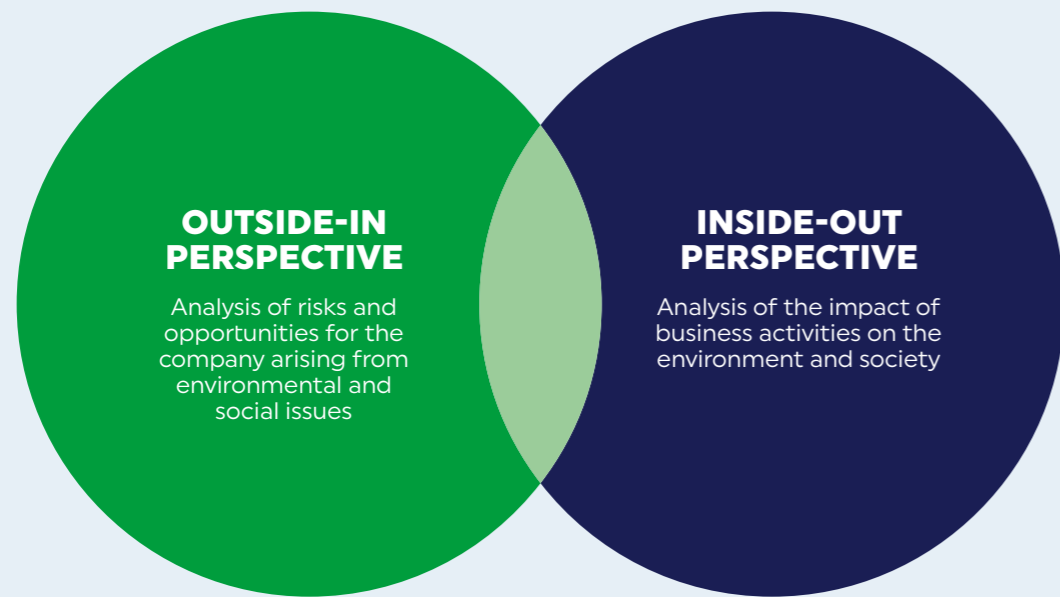 OUTSIDE-IN
PERSPECTIVE
Analysis of risks and
opportunities for the
company arising from
environmental and
social issues
INSIDE-OUT
PERSPECTIVE
Analysis of the impact of
business activities on the
environment and society